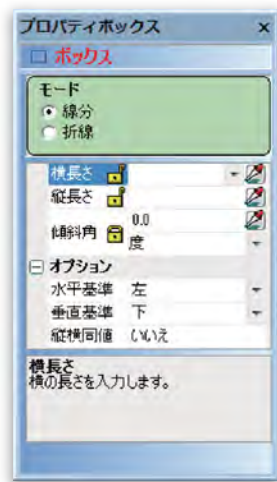 プロパティボックス ×
ボックス
モード
線分
折線
横長さ
縦長さ
傾斜角 0.0
度
オプション
水平基準 左
垂直基準 下
縦横同値 いいえ
横長さ
横の長さを入力します。